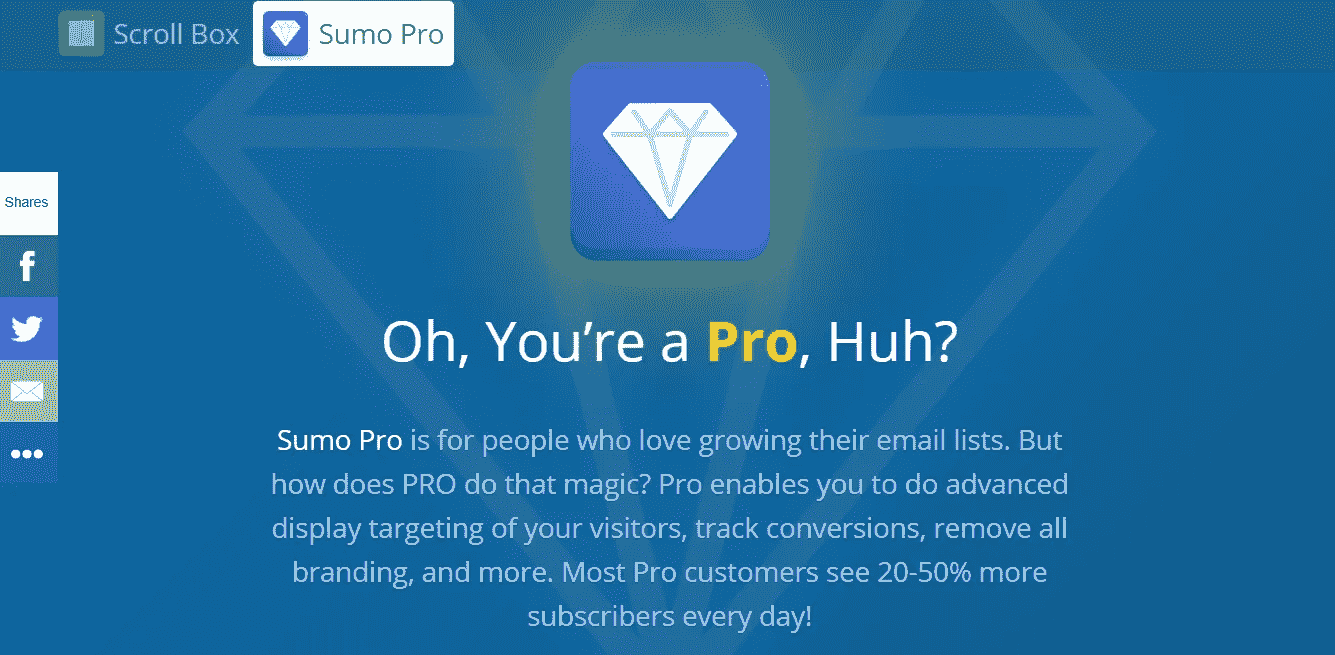 Scroll Box
Sumo Pro
Shares
Oh, You’re a Pro, Huh?
Sumo Pro is for people who love growing their email lists. But
how does PRO do that magic? Pro enables you to do advanced
display targeting of your visitors, track conversions, remove all
branding, and more. Most Pro customers see 20-50% more
subscribers every day!